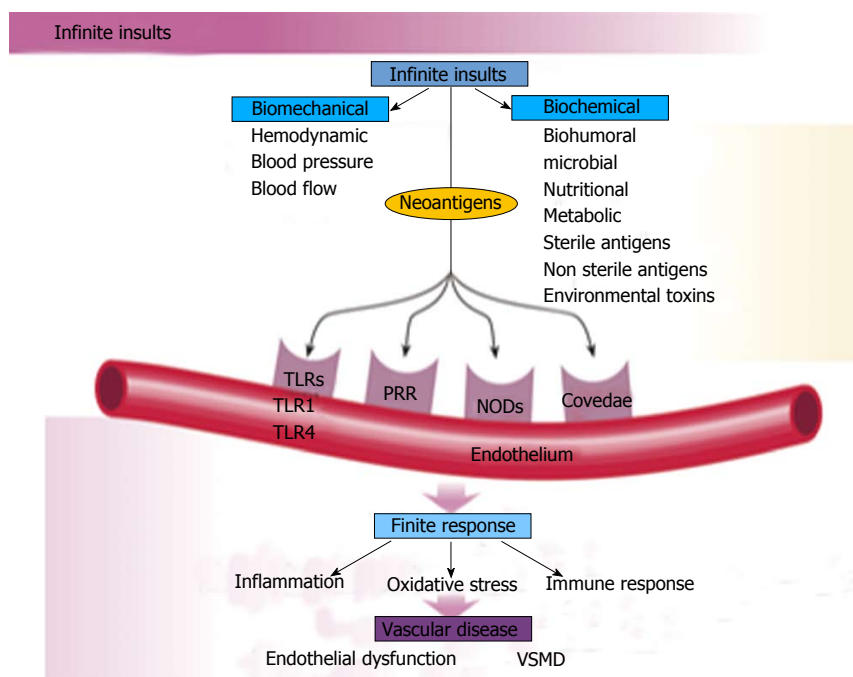 Infinite insults
Infinite insults
Biomechanical
Hemodynamic
Blood pressure
Blood flow
Biochemical
Biohumoral
microbial
Nutritional
Metabolic
Sterile antigens
Non sterile antigens
Environmental toxins
Neoantigens
TLRs
TLR1
TLR4
PRR
NODs
Covedae
Endothelium
Finite response
Inflammation
Oxidative stress
Immune response
Vascular disease
Endothelial dysfunction
VSMD